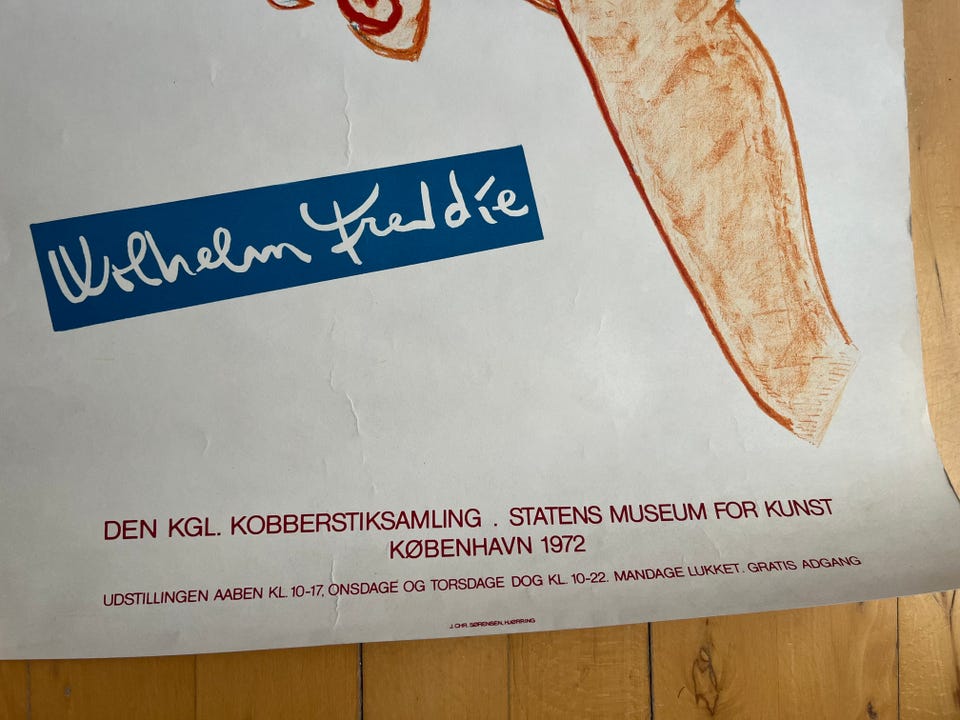 Wilhelm Freddie
DEN KGL. KOBBERSTIKSAMLING . STATENS MUSEUM FOR KUNST
KØBENHAVN 1972
UDSTILLINGEN AABEN KL. 10-17, ONSDAGE OG TORSDAGE DOG KL. 10-22. MANDAGE LUKKET. GRATIS ADGANG
J. CHR. SØRENSEN, HJØRRING